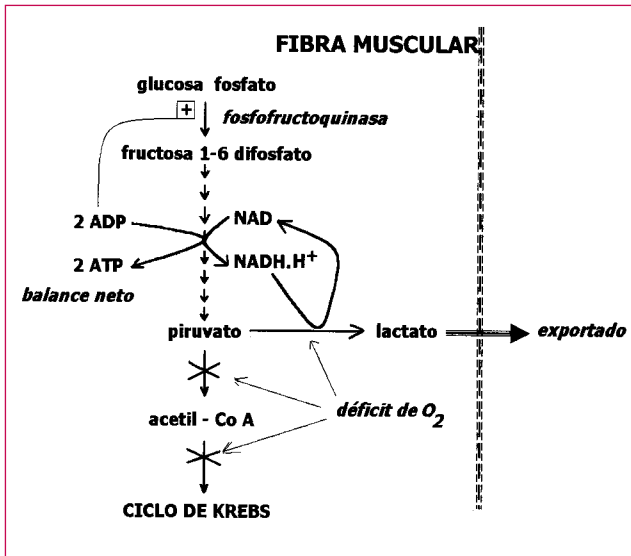 FIBRA MUSCULAR
glucosa fosfato
+
fosfofructoquinasa
fructosa 1-6 difosfato
2 ADP
NAD
2 ATP
NADH.H+
balance neto
piruvato
lactato
exportado
déficit de O2
acetil - Co A
CICLO DE KREBS